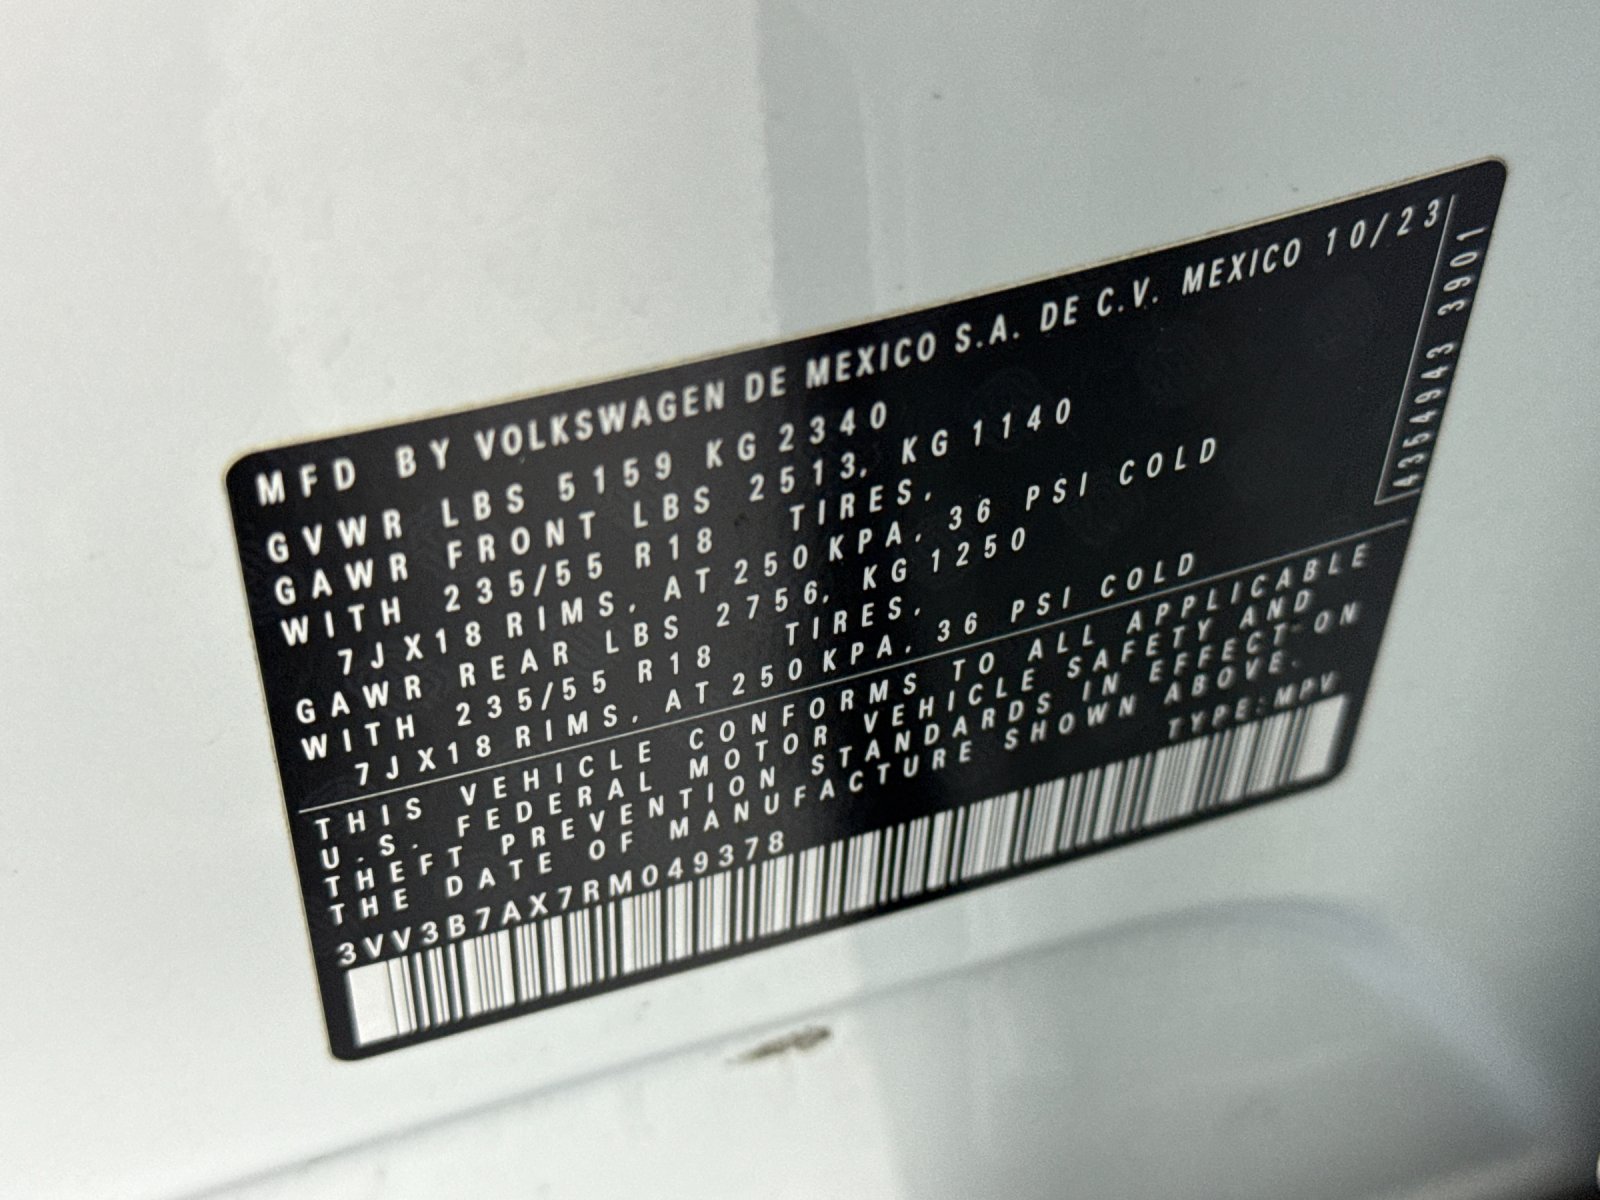 MFD BY VOLKSWAGEN DE MEXICO S.A. DE C.V. MEXICO 10/23
GVWR LBS 5159 KG 2340
GAWR FRONT LBS 2513. KG 1140
WITH 235/55 R18 TIRES.
7JX18 RIMS. AT 250 KPA. 36 PSI COLD
GAWR REAR LBS 2756. KG 1250
WITH 235/55 R18 TIRES.
7JX18 RIMS. AT 250 KPA. 36 PSI COLD
THIS VEHICLE CONFORMS TO ALL APPLICABLE
U.S. FEDERAL MOTOR VEHICLE SAFETY AND
THEFT PREVENTION STANDARDS IN EFFECT ON
THE DATE OF MANUFACTURE SHOWN ABOVE.
3VV3B7AX7RM049378 TYPE:MPV
4354943 3901